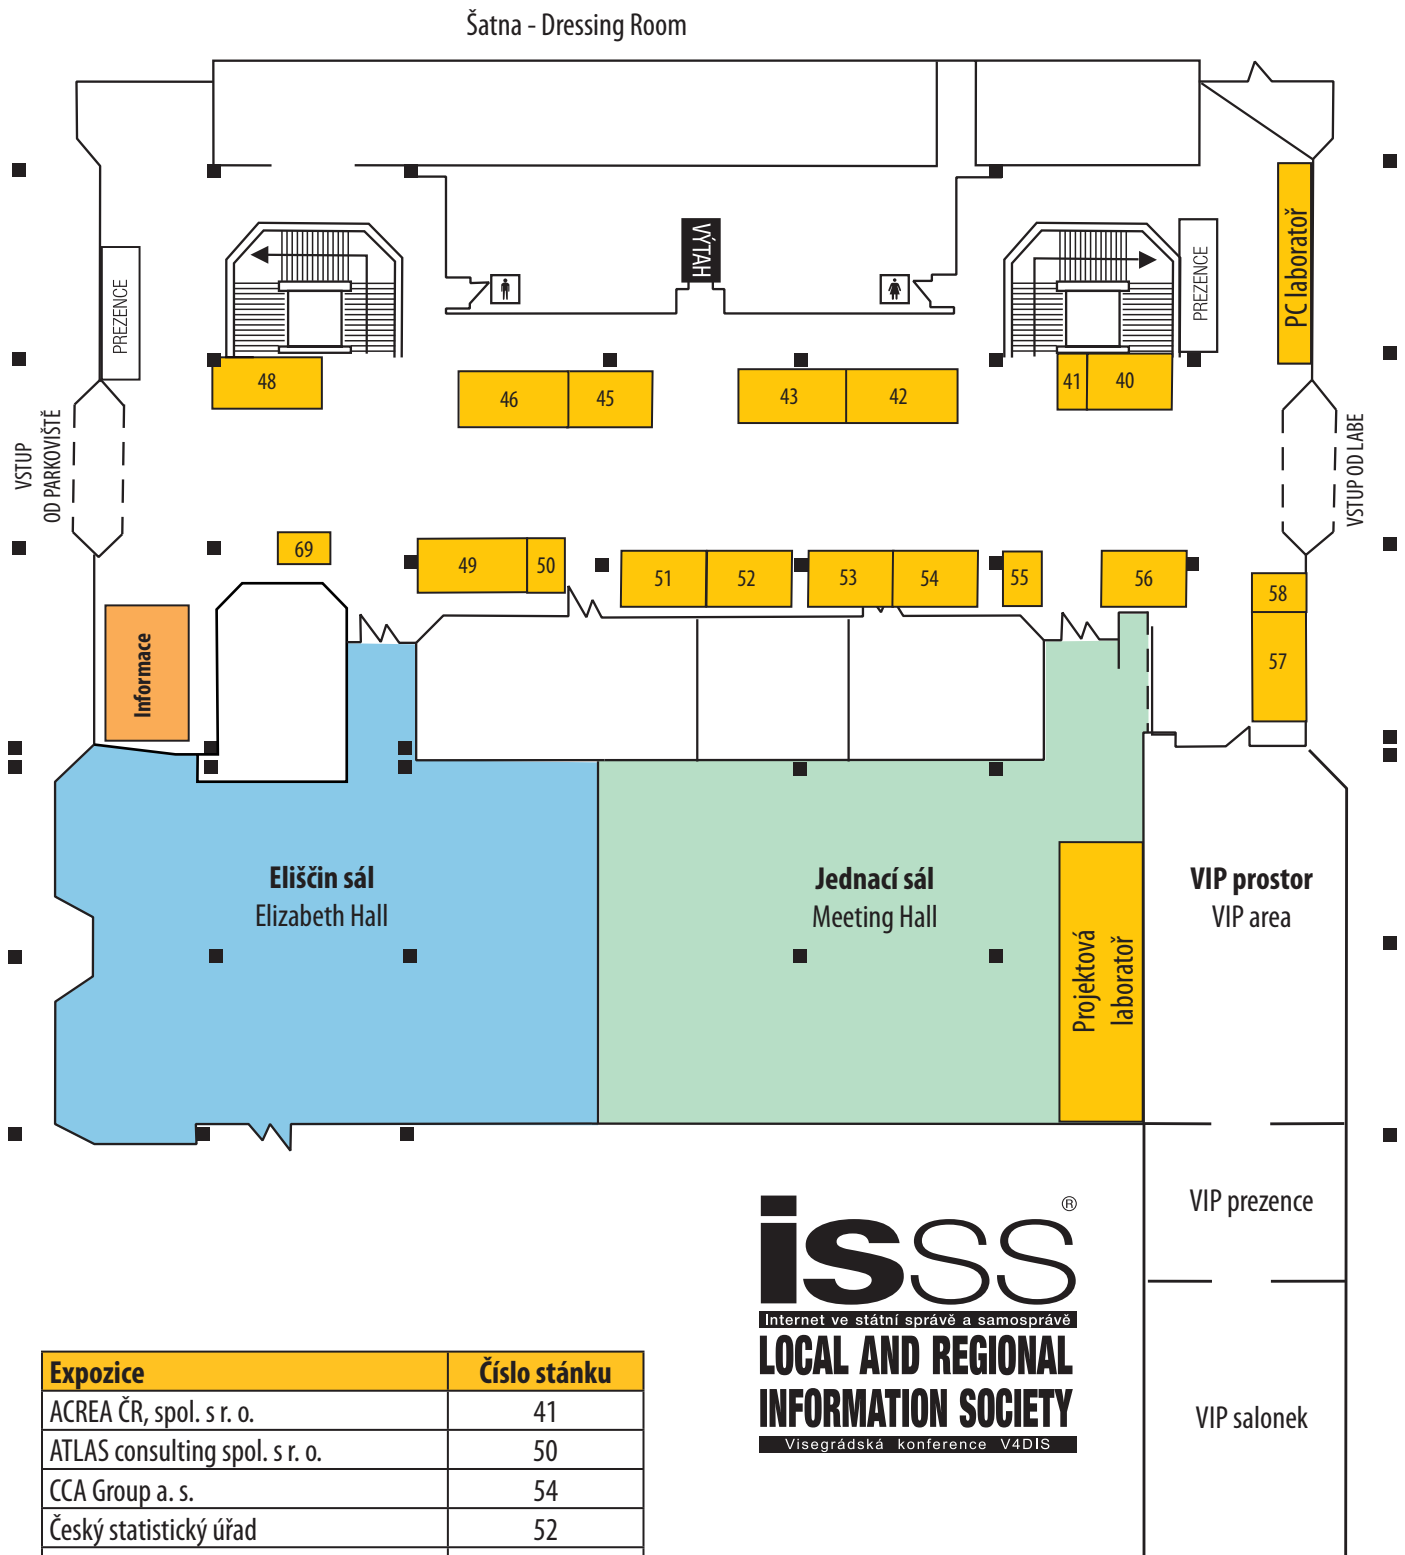 Šatna - Dressing Room
VÝTAH
PREZENCE
PREZENCE
PC laboratoř
48
46
45
43
42
41
40
VSTUP
OD PARKOVIŠTĚ
VSTUP OD LABE
69
49
50
51
52
53
54
55
56
58
57
Informace
Eliščin sál
Elizabeth Hall
Jednací sál
Meeting Hall
Projektová
laboratoř
VIP prostor
VIP area
VIP prezence
VIP salonek
isss®
Internet ve státní správě a samosprávě
LOCAL AND REGIONAL
INFORMATION SOCIETY
Visegrádská konference V4DIS
Expozice Číslo stánku
ACREA ČR, spol. s r. o. 41
ATLAS consulting spol. s r. o. 50
CCA Group a. s. 54
Český statistický úřad 52